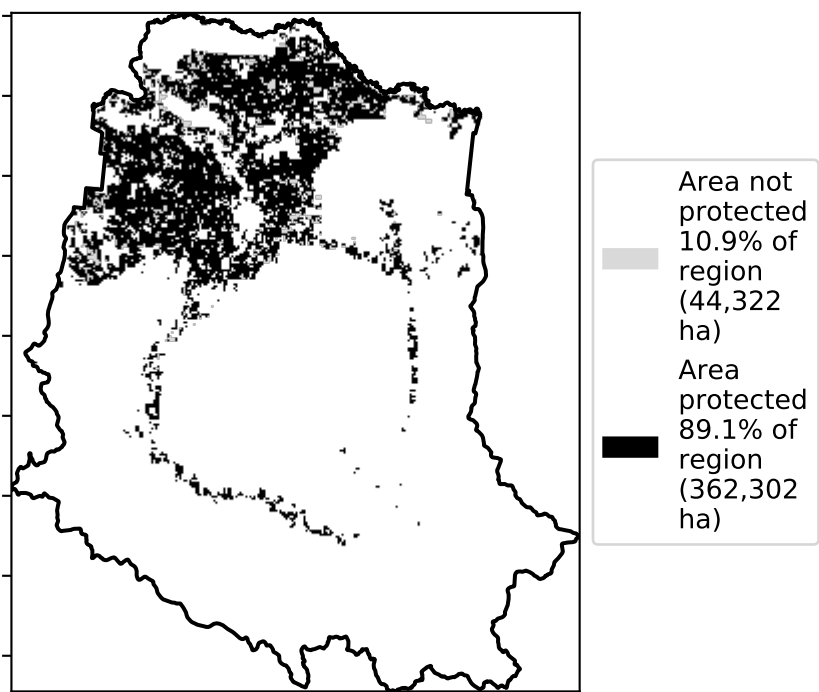 Area not
protected
10.9% of
region
(44,322
ha)
Area
protected
89.1% of
region
(362,302
ha)